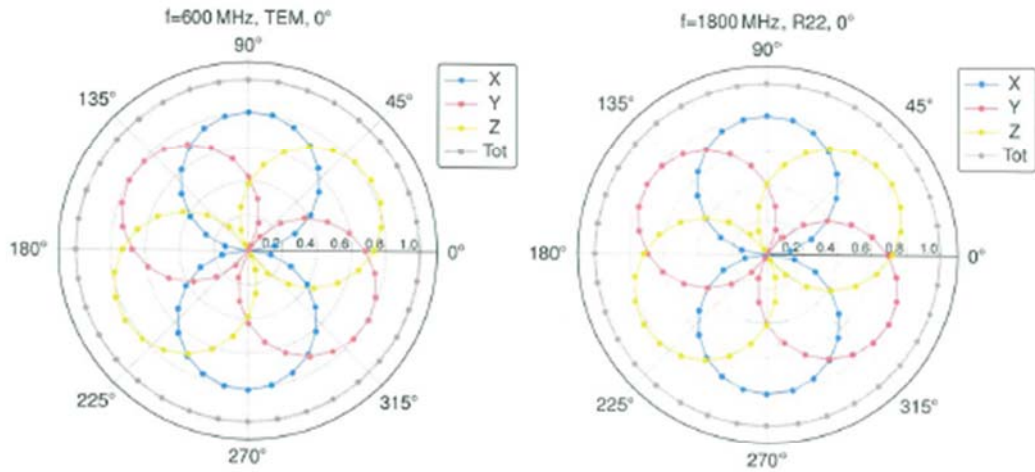 f=600 MHz, TEM, 0°
90°
135°
45°
180°
0.2 0.4 0.6 0.8 1.0
0°
225°
315°
270°
X
Y
Z
Tot
f=1800 MHz, R22, 0°
90°
135°
45°
180°
0.2 0.4 0.6 0.8 1.0
0°
225°
315°
270°
X
Y
Z
Tot